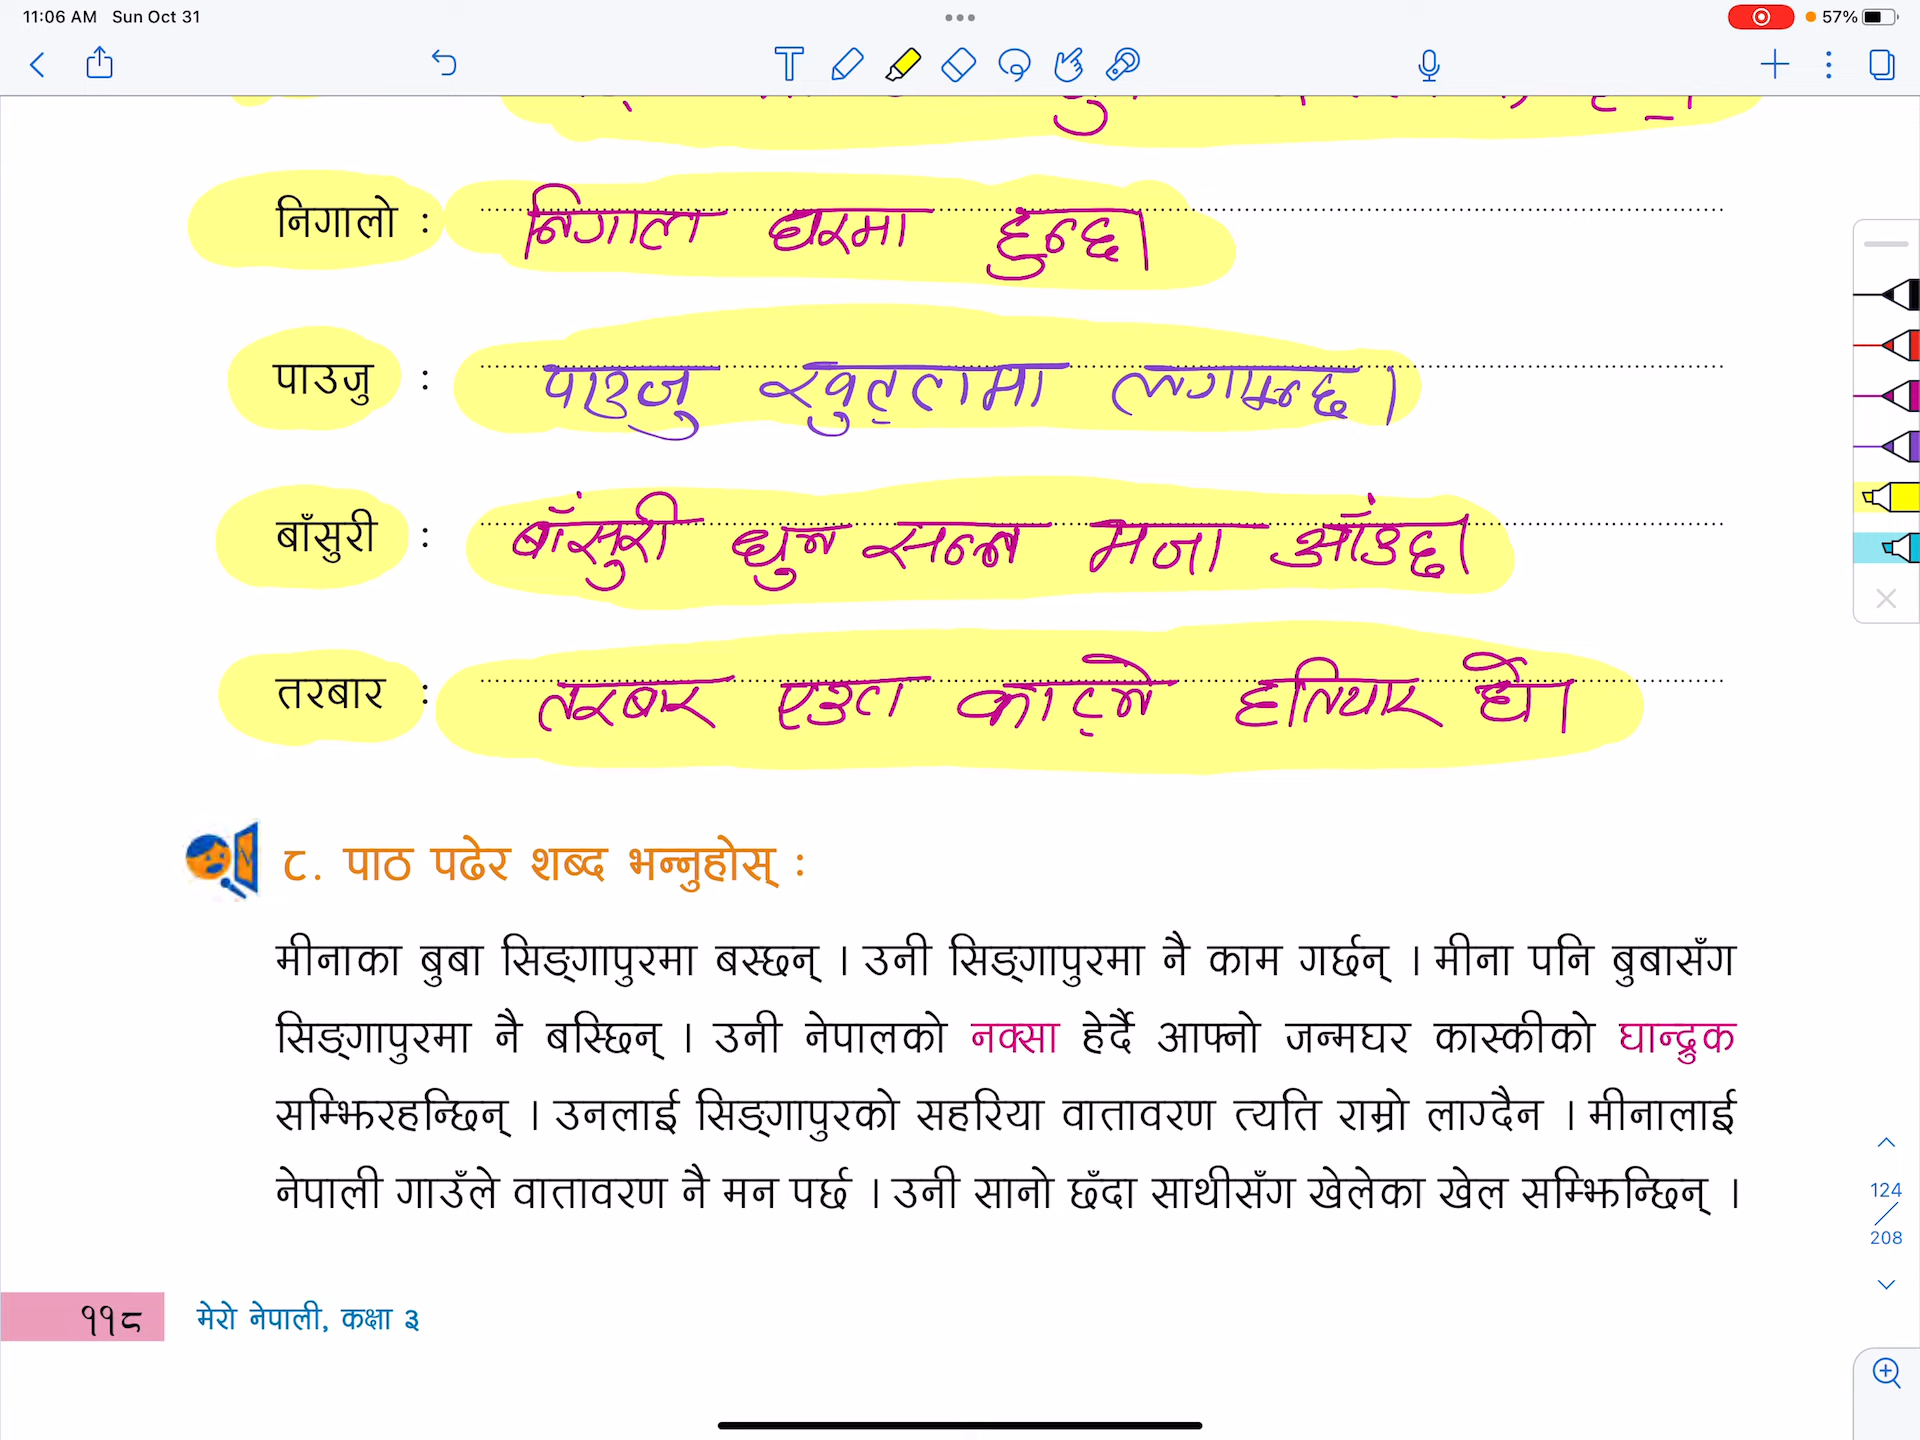 11:06 AM Sun Oct 31
57%
निगालो : निगाल घरमा हुन्छ।
पाउजु : पाउजु खुट्टामा लगाइन्छ।
बाँसुरी : बाँसुरी धुन सन्न मजा आँउछ।
तरबार : तरबार एउटा काट्ने हतियार हो।
८. पाठ पढेर शब्द भन्नुहोस् :
मीनाका बुबा सिङ्गापुरमा बस्छन् । उनी सिङ्गापुरमा नै काम गर्छन् । मीना पनि बुबासँग
सिङ्गापुरमा नै बस्छिन् । उनी नेपालको नक्सा हेर्दै आफ्नो जन्मघर कास्कीको घान्द्रुक
सम्झिरहन्छिन् । उनलाई सिङ्गापुरको सहरिया वातावरण त्यति राम्रो लाग्दैन । मीनालाई
नेपाली गाउँले वातावरण नै मन पर्छ । उनी सानो छँदा साथीसँग खेलेका खेल सम्झिन्छिन् ।
124
208
११८ मेरो नेपाली, कक्षा ३